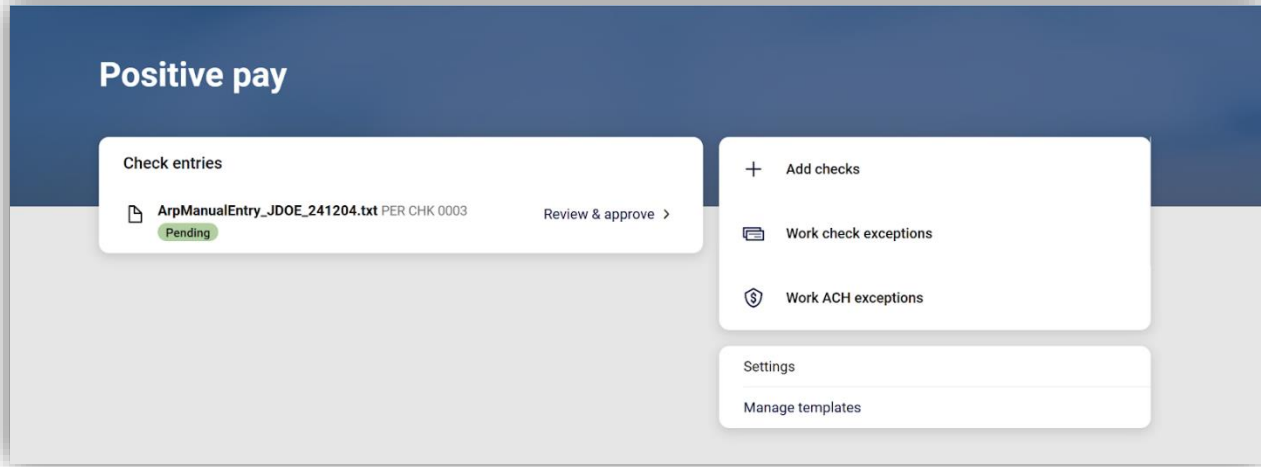 Positive pay
Check entries
ArpManualEntry_JDOE_241204.txt PER CHK 0003
Review & approve
Pending
Add checks
Work check exceptions
Work ACH exceptions
Settings
Manage templates